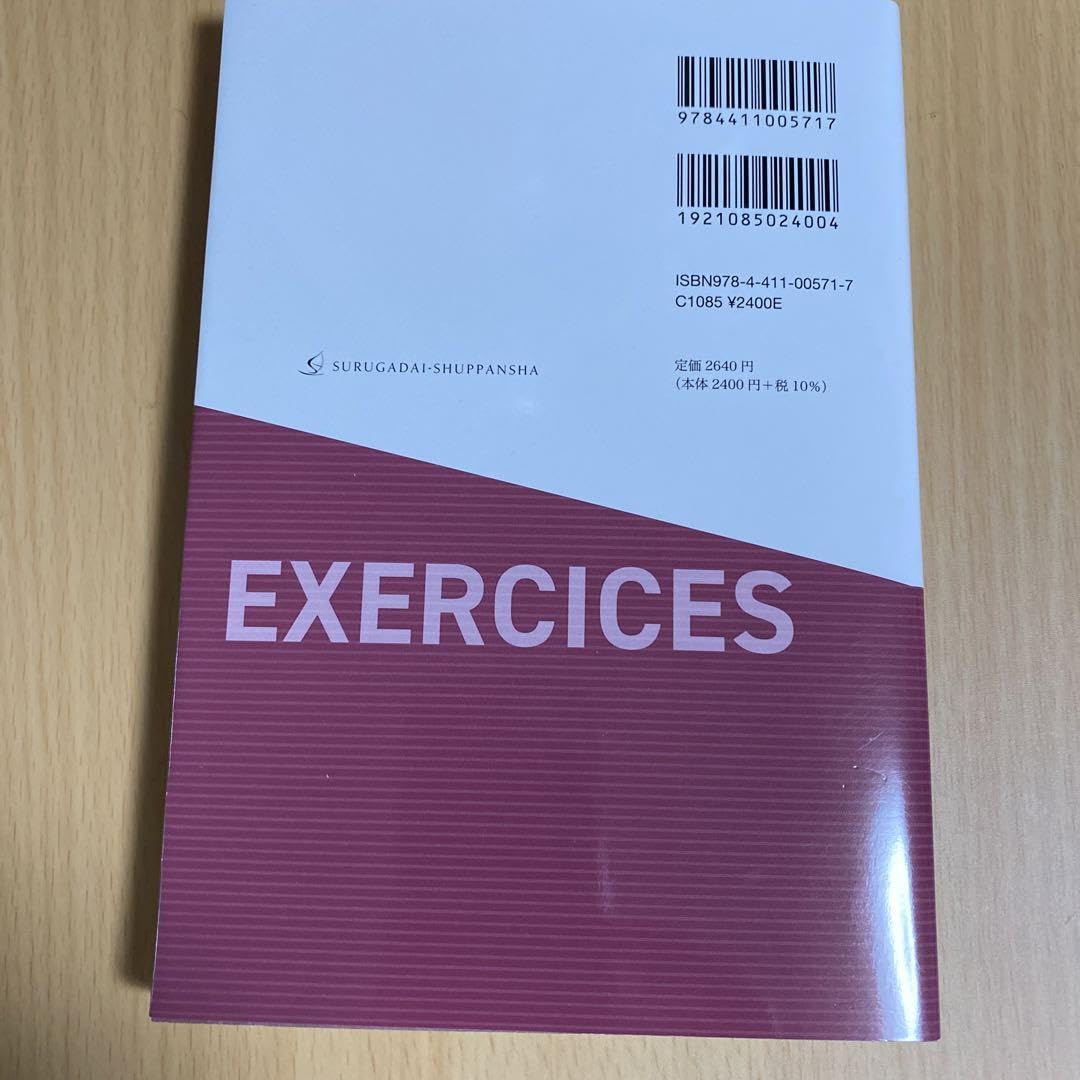 9784411005717
1921085024004
ISBN978-4-411-00571-7
C1085 ¥2400E
SURUGADAI-SHUPPANSHA
定価 2640 円
（本体 2400 円＋税 10%）
EXERCICES